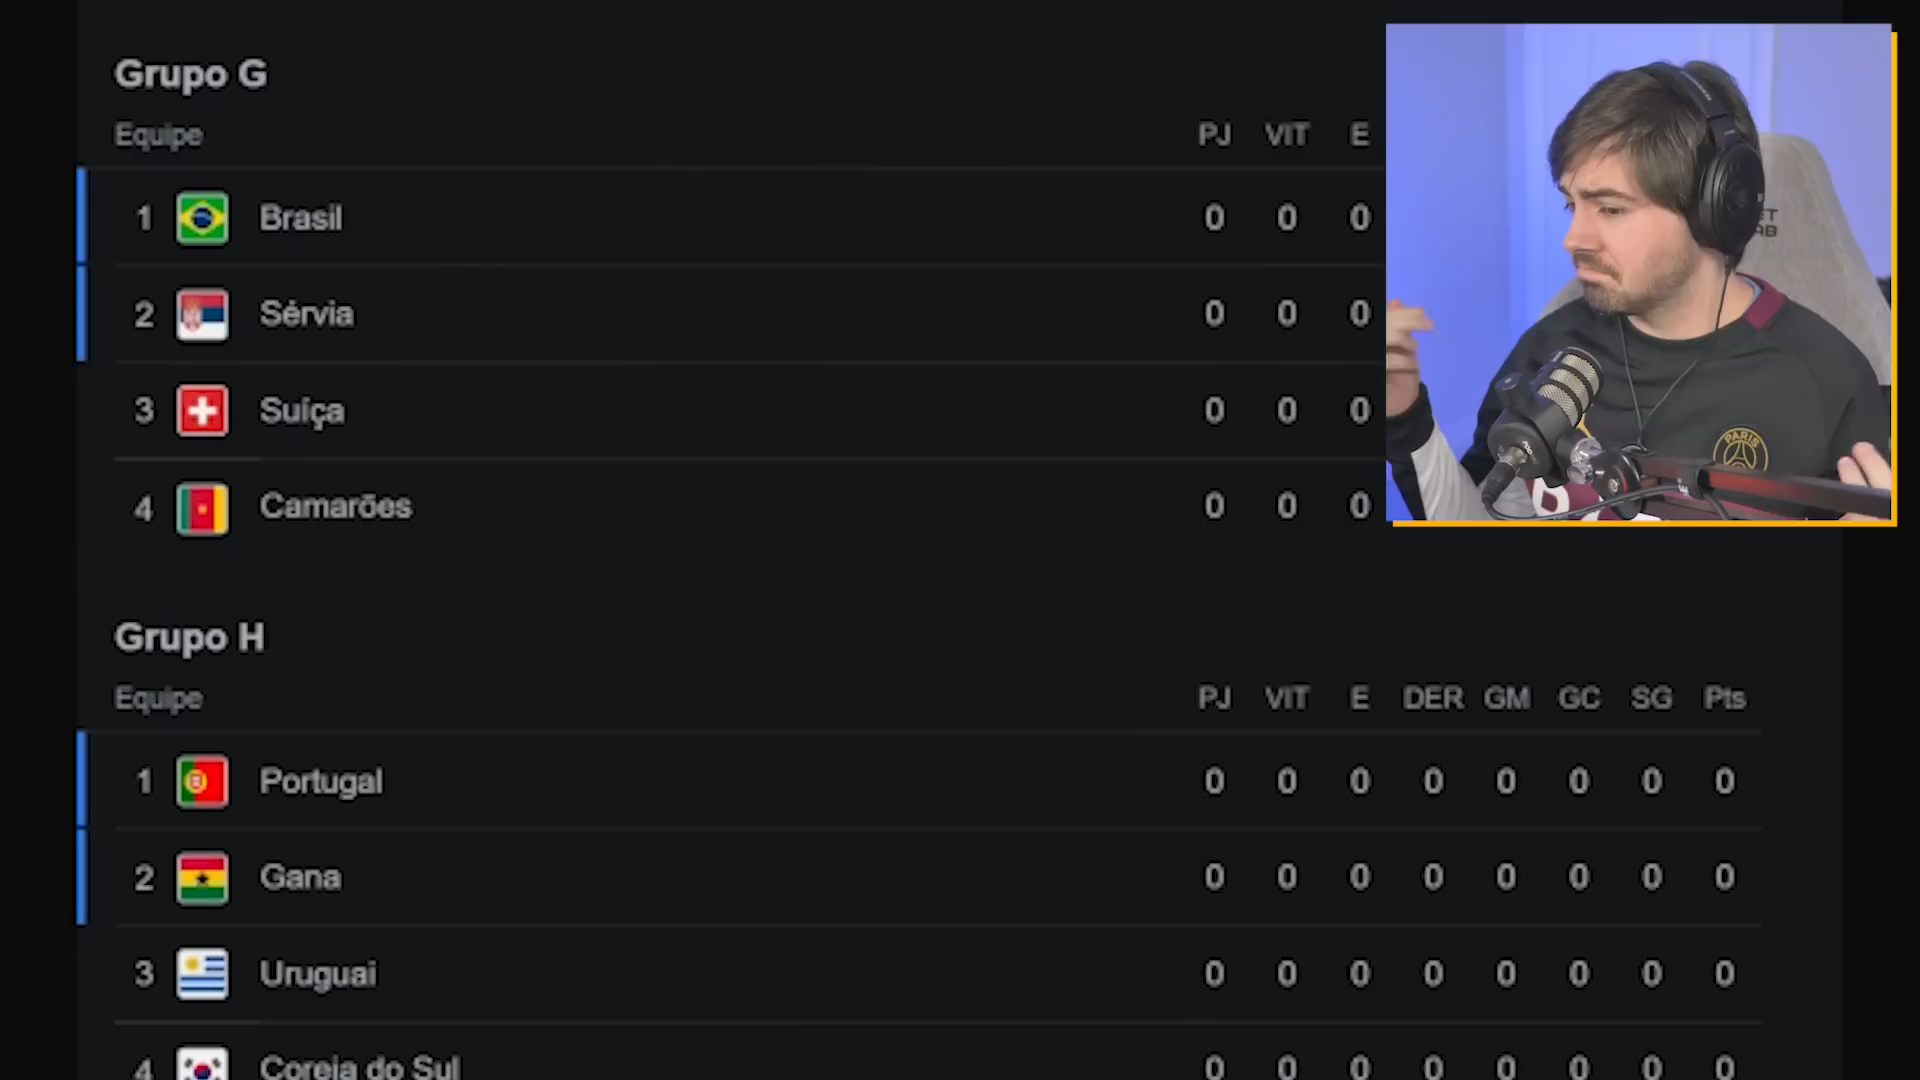 Grupo G
Equipe PJ VIT E
1 Brasil 0 0 0
2 Sérvia 0 0 0
3 Suíça 0 0 0
4 Camarões 0 0 0
PARIS
Grupo H
Equipe PJ VIT E DER GM GC SG Pts
1 Portugal 0 0 0 0 0 0 0 0
2 Gana 0 0 0 0 0 0 0 0
3 Uruguai 0 0 0 0 0 0 0 0
4 Coreia do Sul 0 0 0 0 0 0 0 0